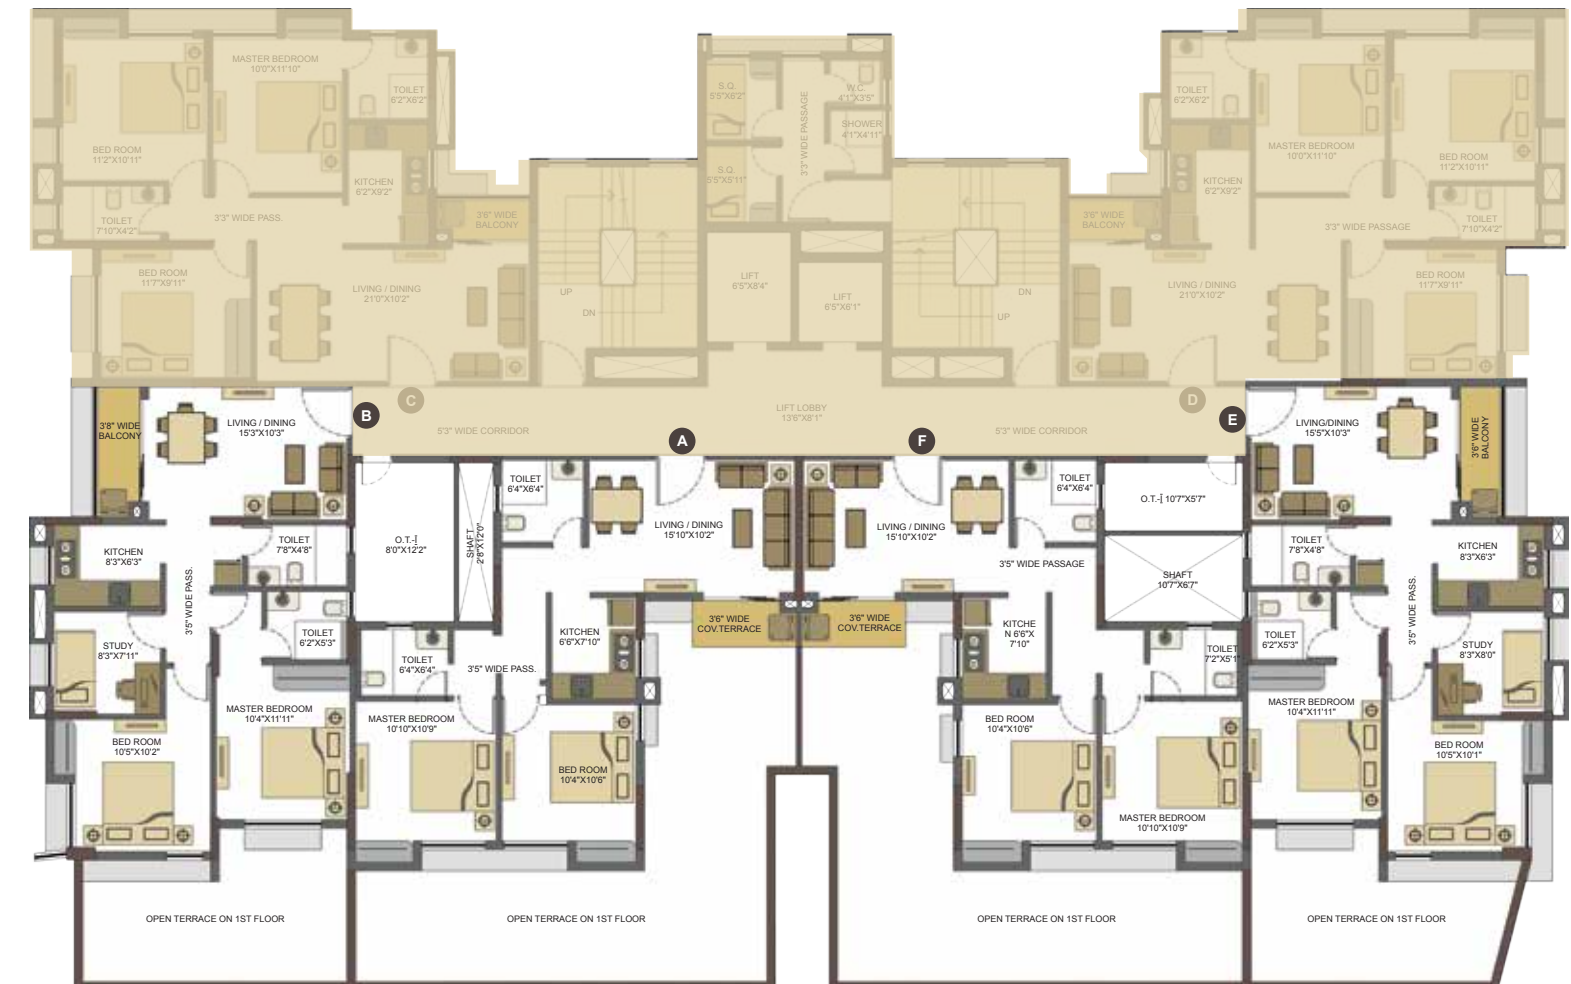 MASTER BEDROOM
10'0"X11'10"
TOILET
6'2"X6'2"
BED ROOM
11'2"X10'11"
KITCHEN
6'2"X9'2"
TOILET
7'10"X4'2"
3'3" WIDE PASS.
3'6" WIDE
BALCONY
BED ROOM
11'7"X9'11"
LIVING / DINING
21'0"X10'2"
UP
DN
S.Q.
5'5"X6'2"
S.Q.
5'5"X5'11"
3'3" WIDE PASSAGE
W.C.
4'1"X3'5"
SHOWER
4'1"X4'11"
LIFT
6'5"X8'4"
LIFT
6'5"X6'1"
DN
UP
TOILET
6'2"X6'2"
MASTER BEDROOM
10'0"X11'10"
BED ROOM
11'2"X10'11"
KITCHEN
6'2"X9'2"
TOILET
7'10"X4'2"
3'6" WIDE
BALCONY
3'3" WIDE PASSAGE
BED ROOM
11'7"X9'11"
LIVING / DINING
21'0"X10'2"
C
D
LIFT LOBBY
13'6"X8'1"
5'3" WIDE CORRIDOR
5'3" WIDE CORRIDOR
B
A
F
E
3'8" WIDE
BALCONY
LIVING / DINING
15'3"X10'3"
KITCHEN
8'3"X6'3"
TOILET
7'8"X4'8"
3'5" WIDE PASS.
STUDY
8'3"X7'11"
TOILET
6'2"X5'3"
MASTER BEDROOM
10'4"X11'11"
BED ROOM
10'5"X10'2"
O.T.-I
8'0"X12'2"
SHAFT
2'8"X12'0"
TOILET
6'4"X6'4"
LIVING / DINING
15'10"X10'2"
KITCHEN
6'6"X7'10"
3'6" WIDE
COV.TERRACE
TOILET
6'4"X6'4"
3'5" WIDE PASS.
MASTER BEDROOM
10'10"X10'9"
BED ROOM
10'4"X10'6"
LIVING / DINING
15'10"X10'2"
TOILET
6'4"X6'4"
3'5" WIDE PASSAGE
3'6" WIDE
COV.TERRACE
KITCHE
N 6'6"X
7'10"
O.T.-I 10'7"X5'7"
SHAFT
10'7"X6'7"
TOILET
7'2"X5'1"
BED ROOM
10'4"X10'6"
MASTER BEDROOM
10'10"X10'9"
LIVING/DINING
15'5"X10'3"
3'6" WIDE
BALCONY
TOILET
7'8"X4'8"
KITCHEN
8'3"X6'3"
3'5" WIDE PASS.
TOILET
6'2"X5'3"
STUDY
8'3"X8'0"
MASTER BEDROOM
10'4"X11'11"
BED ROOM
10'5"X10'1"
OPEN TERRACE ON 1ST FLOOR
OPEN TERRACE ON 1ST FLOOR
OPEN TERRACE ON 1ST FLOOR
OPEN TERRACE ON 1ST FLOOR